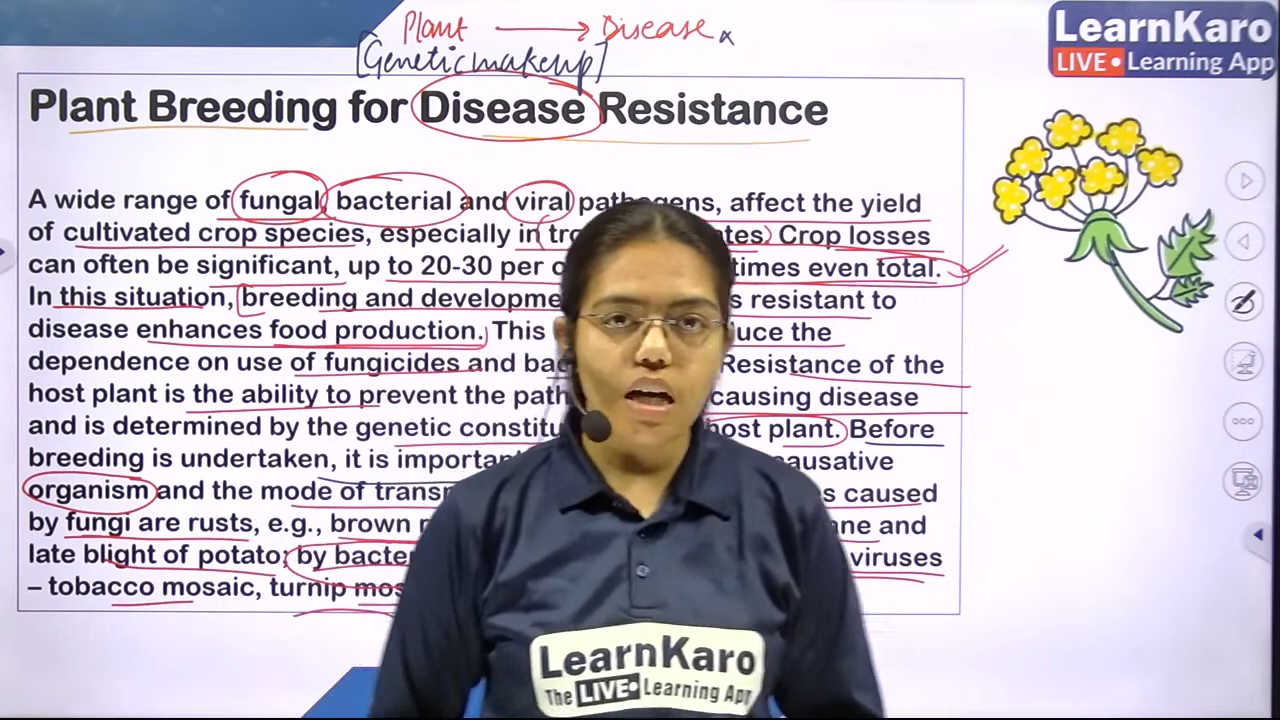 Plant → Disease x
[Genetic makeup]
LearnKaro
LIVE • Learning App
Plant Breeding for Disease Resistance
A wide range of fungal, bacterial and viral pathogens, affect the yield
of cultivated crop species, especially in tro ates) Crop losses
can often be significant, up to 20-30 per times even total.
In this situation, breeding and developme s resistant to
disease enhances food production. This uce the
dependence on use of fungicides and bac Resistance of the
host plant is the ability to prevent the path causing disease
and is determined by the genetic constitu host plant. Before
breeding is undertaken, it is important ausative
organism and the mode of transm s caused
by fungi are rusts, e.g., brown r ane and
late blight of potato; by bacter viruses
– tobacco mosaic, turnip mos
LearnKaro
The LIVE• Learning App